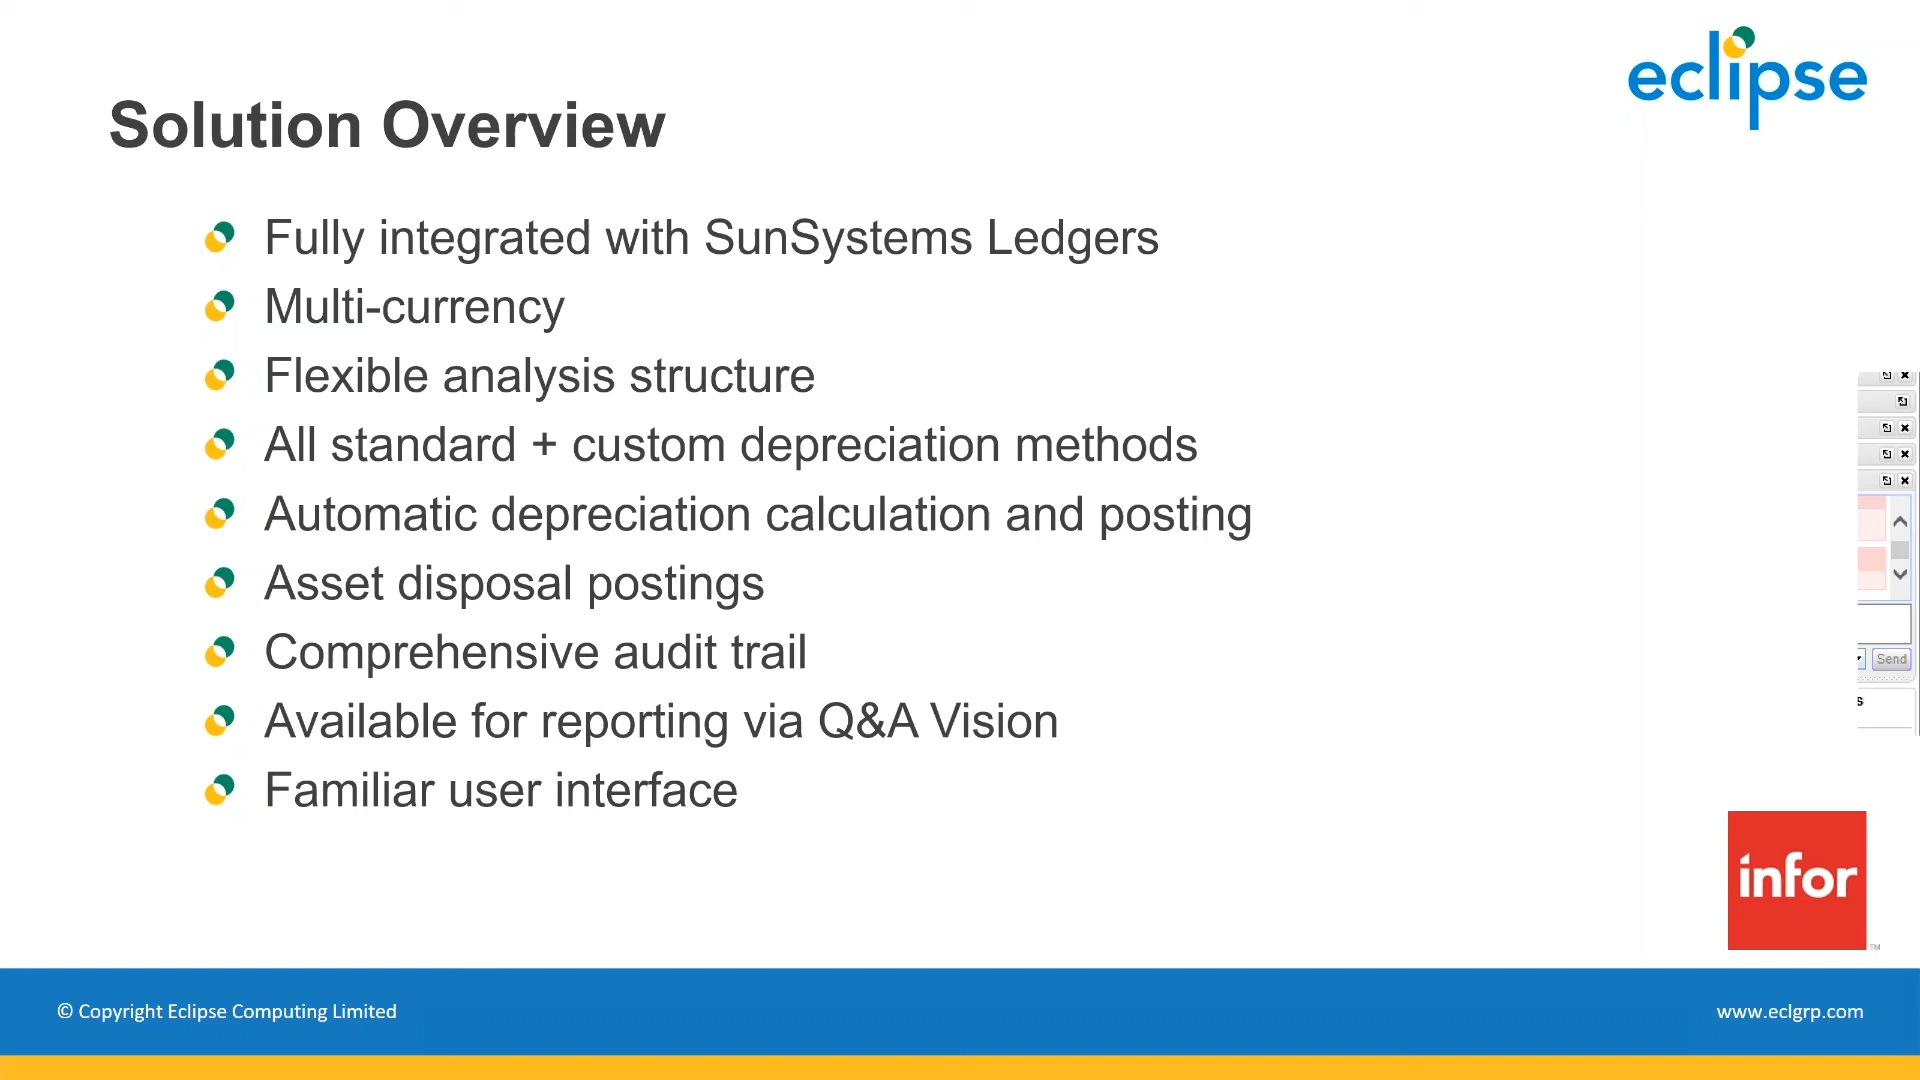 eclipse
Solution Overview
Fully integrated with SunSystems Ledgers
Multi-currency
Flexible analysis structure
All standard + custom depreciation methods
Automatic depreciation calculation and posting
Asset disposal postings
Comprehensive audit trail
Available for reporting via Q&A Vision
Familiar user interface
Send
s
infor
TM
© Copyright Eclipse Computing Limited
www.eclgrp.com